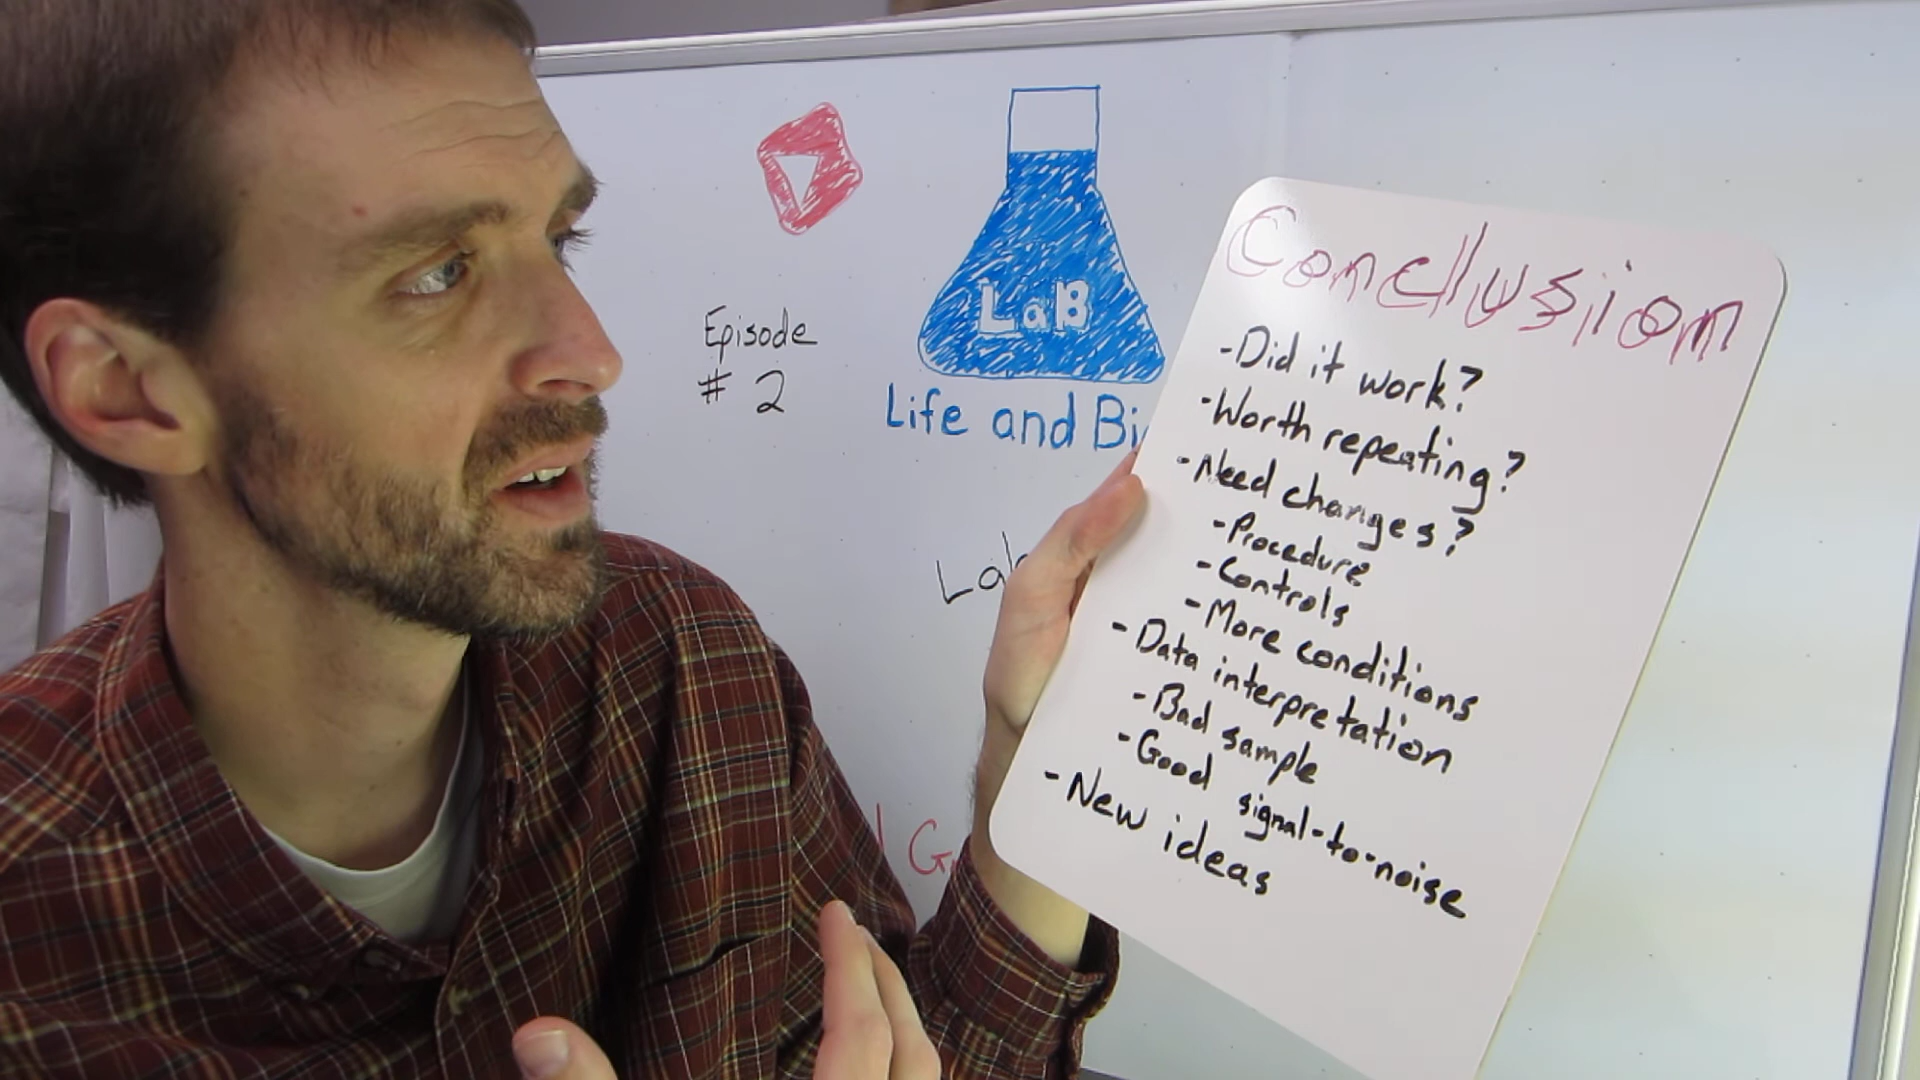 LaB
Episode
# 2
Life and Bi
Lab
G
Conclusion
-Did it work?
-Worth repeating?
-Need changes?
-Procedure
-Controls
-More conditions
-Data interpretation
-Bad sample
-Good signal-to-noise
-New ideas